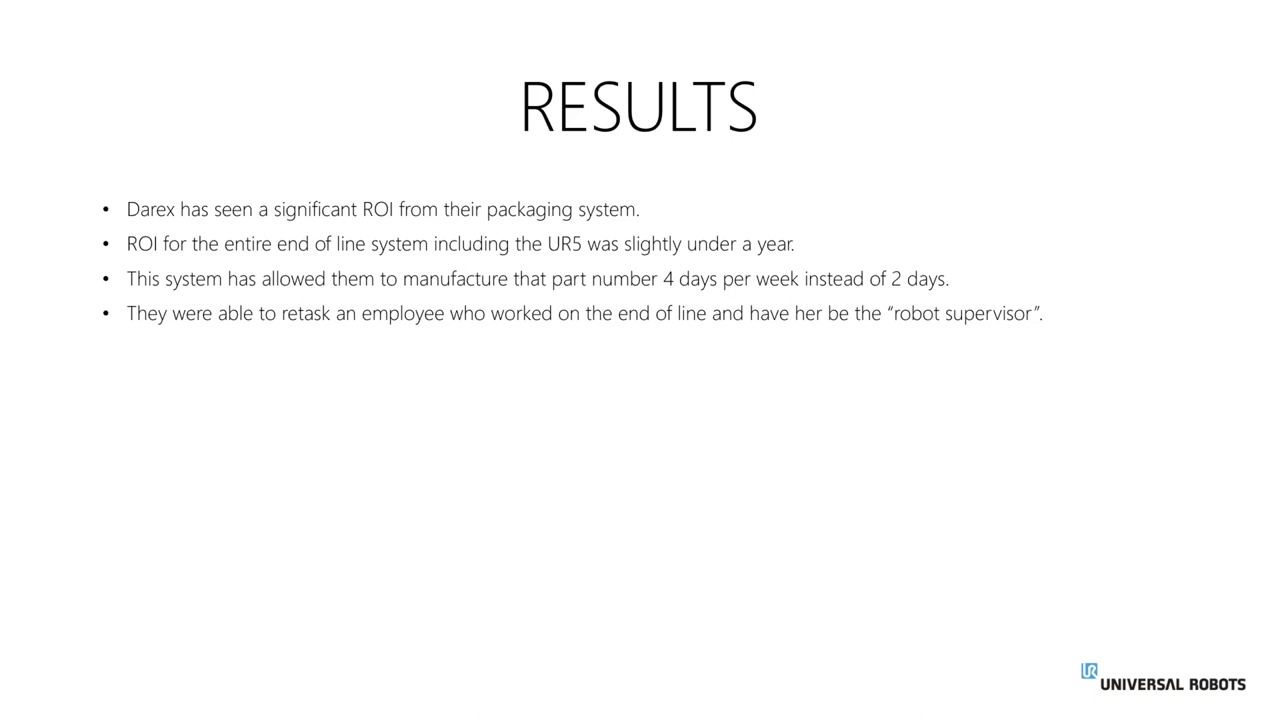 RESULTS
• Darex has seen a significant ROI from their packaging system.
• ROI for the entire end of line system including the UR5 was slightly under a year.
• This system has allowed them to manufacture that part number 4 days per week instead of 2 days.
• They were able to retask an employee who worked on the end of line and have her be the “robot supervisor”.
UR
UNIVERSAL ROBOTS